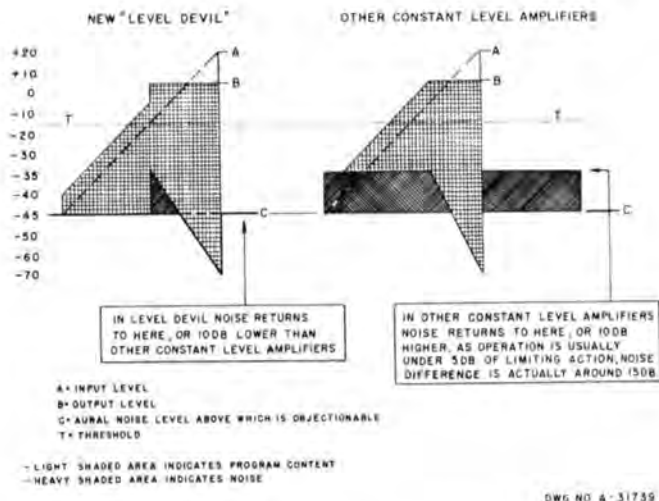 NEW "LEVEL DEVIL"
OTHER CONSTANT LEVEL AMPLIFIERS
+20
+10
0
-10
-15
-20
-30
-35
-40
-45
-50
-60
-70
T
A
B
C
A
B
T
C
IN LEVEL DEVIL NOISE RETURNS
TO HERE, OR 10DB LOWER THAN
OTHER CONSTANT LEVEL AMPLIFIERS
IN OTHER CONSTANT LEVEL AMPLIFIERS
NOISE RETURNS TO HERE, OR 10DB
HIGHER, AS OPERATION IS USUALLY
UNDER 5DB OF LIMITING ACTION, NOISE
DIFFERENCE IS ACTUALLY AROUND 15DB.
A= INPUT LEVEL
B= OUTPUT LEVEL
C= AURAL NOISE LEVEL ABOVE WHICH IS OBJECTIONABLE
T= THRESHOLD
- LIGHT SHADED AREA INDICATES PROGRAM CONTENT
- HEAVY SHADED AREA INDICATES NOISE
DWG NO A-31739